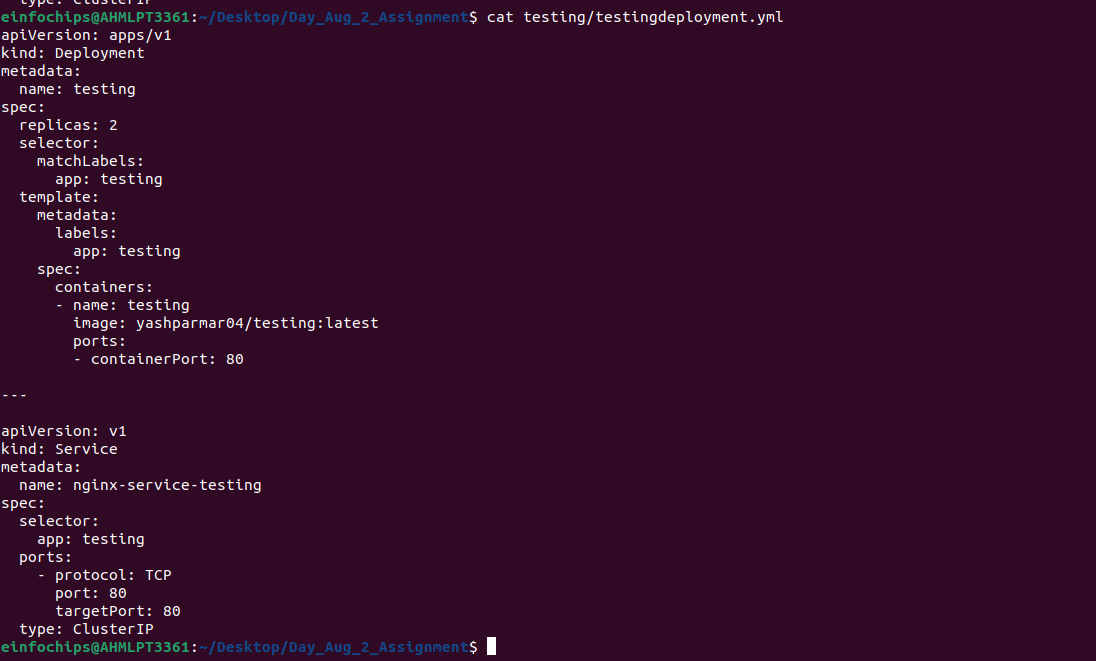 type: ClusterIP
einfochips@AHMLPT3361:~/Desktop/Day_Aug_2_Assignment$ cat testing/testingdeployment.yml
apiVersion: apps/v1
kind: Deployment
metadata:
  name: testing
spec:
  replicas: 2
  selector:
    matchLabels:
      app: testing
  template:
    metadata:
      labels:
        app: testing
    spec:
      containers:
      - name: testing
        image: yashparmar04/testing:latest
        ports:
        - containerPort: 80

---

apiVersion: v1
kind: Service
metadata:
  name: nginx-service-testing
spec:
  selector:
    app: testing
  ports:
    - protocol: TCP
      port: 80
      targetPort: 80
  type: ClusterIP
einfochips@AHMLPT3361:~/Desktop/Day_Aug_2_Assignment$